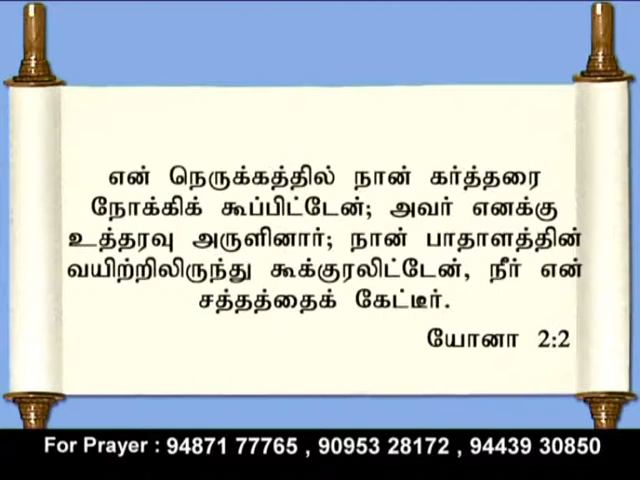 என் நெருக்கத்தில் நான் கர்த்தரை
நோக்கிக் கூப்பிட்டேன்; அவர் எனக்கு
உத்தரவு அருளினார்; நான் பாதாளத்தின்
வயிற்றிலிருந்து கூக்குரலிட்டேன், நீர் என்
சத்தத்தைக் கேட்டீர்.
யோனா 2:2
For Prayer : 94871 77765 , 90953 28172 , 94439 30850